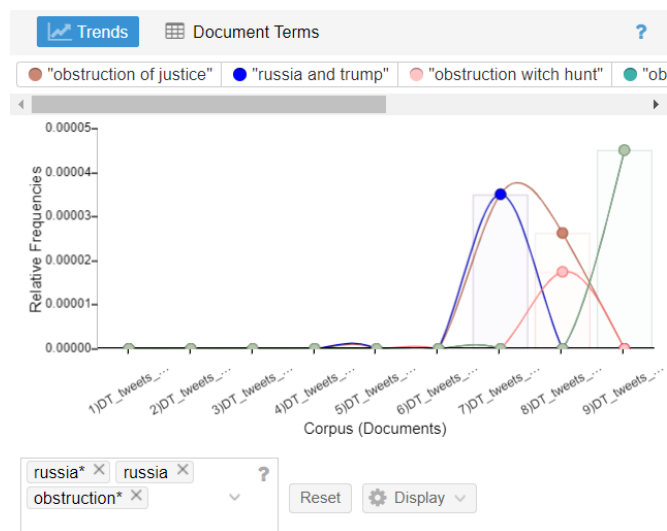 Trends Document Terms ?
"obstruction of justice" "russia and trump" "obstruction witch hunt" "ob
0.00005
0.00004
0.00003
0.00002
0.00001
0.00000
Relative Frequencies
1)DT_tweets_... 2)DT_tweets_... 3)DT_tweets_... 4)DT_tweets_... 5)DT_tweets_... 6)DT_tweets_... 7)DT_tweets_... 8)DT_tweets_... 9)DT_tweets_...
Corpus (Documents)
russia* × russia × ?
obstruction* ×
Reset Display